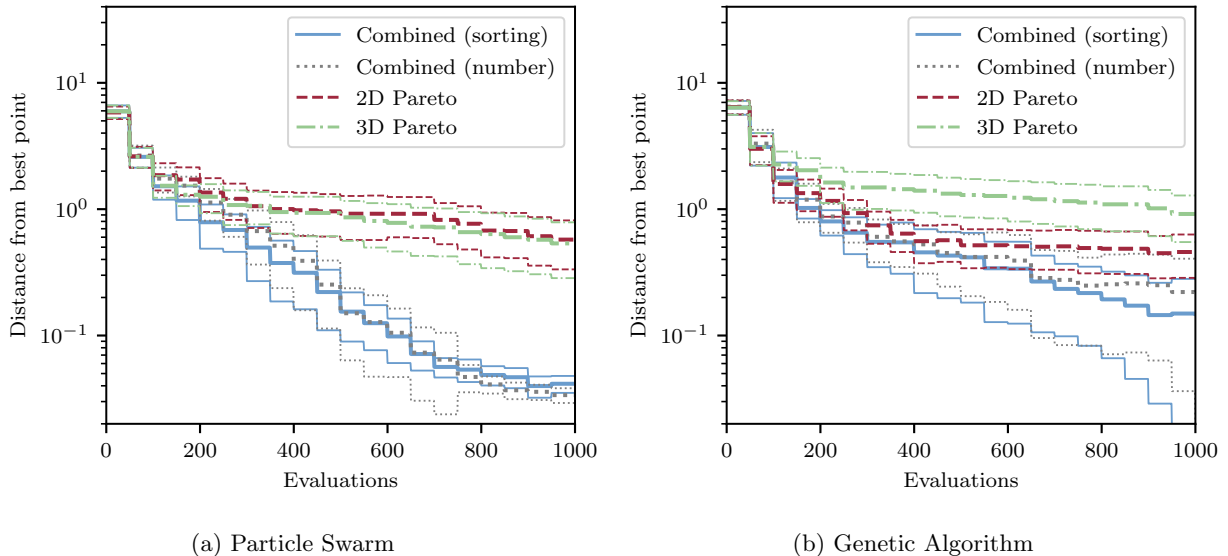 Combined (sorting)
Combined (number)
2D Pareto
3D Pareto
10^1
10^0
10^−1
Distance from best point
0 200 400 600 800 1000
Evaluations
(a) Particle Swarm
Combined (sorting)
Combined (number)
2D Pareto
3D Pareto
10^1
10^0
10^−1
Distance from best point
0 200 400 600 800 1000
Evaluations
(b) Genetic Algorithm